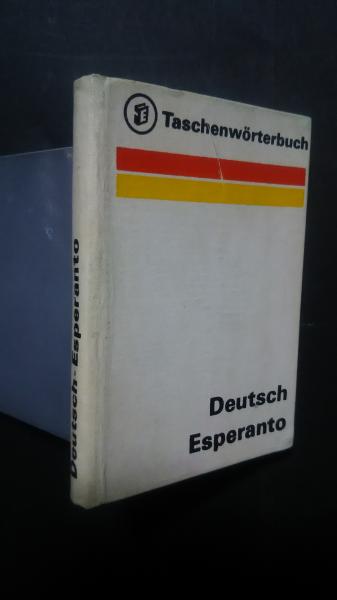 Taschenwörterbuch
Deutsch
Esperanto
Deutsch-Esperanto